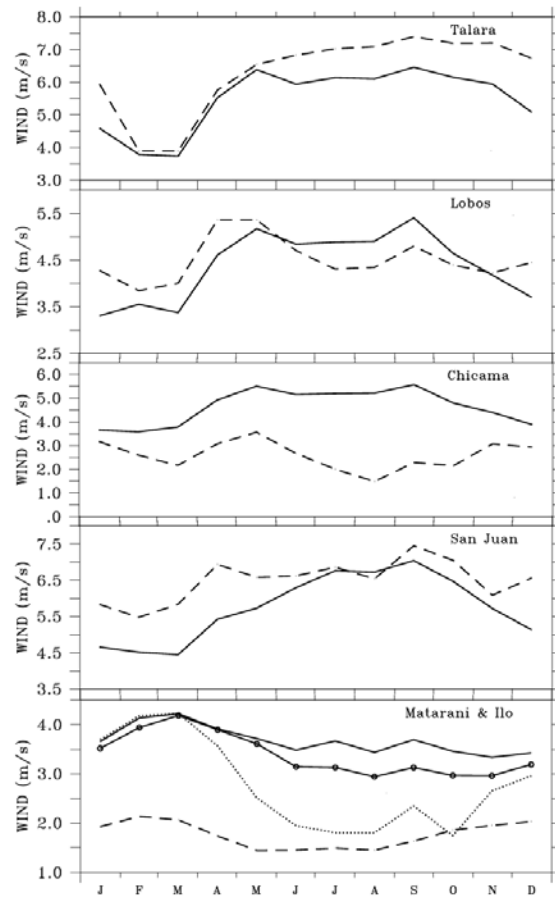 Talara
8.0
7.0
6.0
5.0
4.0
3.0
WIND (m/s)
Lobos
5.5
4.5
3.5
2.5
WIND (m/s)
Chicama
6.0
5.0
4.0
3.0
2.0
1.0
.0
WIND (m/s)
San Juan
7.5
6.5
5.5
4.5
3.5
WIND (m/s)
Matarani & Ilo
4.0
3.0
2.0
1.0
WIND (m/s)
J F M A M J J A S O N D